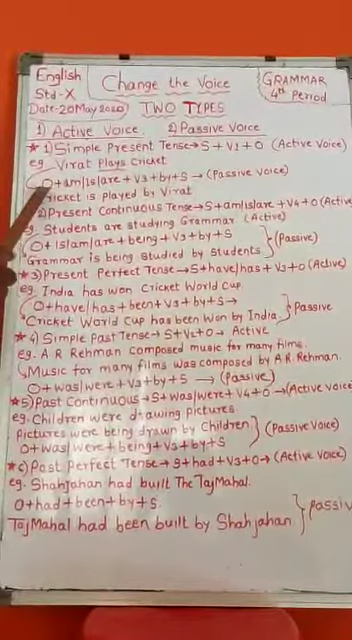 English
Std-X
Date-20May2020
Change the Voice
GRAMMAR
4th Period
TWO TYPES
1) Active Voice 2) Passive Voice
★ 1) Simple Present Tense → S + V1 + O (Active Voice)
eg. Virat Plays Cricket
O + am/is/are + V3 + by + S → (Passive Voice)
Cricket is played by Virat
2) Present Continuous Tense → S + am/is/are + V4 + O (Active
Students are studying Grammar (Active)
O + is/am/are + being + V3 + by + S
Grammar is being studied by Students } (Passive)
★ 3) Present Perfect Tense → S + have/has + V3 + O (Active)
eg. India has won Cricket World Cup
O + have/has + been + V3 + by + S →
Cricket World Cup has been won by India. } Passive
★ 4) Simple Past Tense → S + V2 + O → Active
eg. A R Rehman composed music for many films.
Music for many films was composed by A R Rehman.
O + was/were + V3 + by + S → (Passive)
★ 5) Past Continuous → S + was/were + V4 + O → (Active Voice
eg. Children were drawing pictures.
Pictures were being drawn by Children } (Passive Voice)
O + was/were + being + V3 + by + S
★ 6) Past Perfect Tense → S + had + V3 + O → (Active Voice)
eg. Shahjahan had built The TajMahal.
O + had + been + by + S.
TajMahal had been built by Shahjahan } Passiv